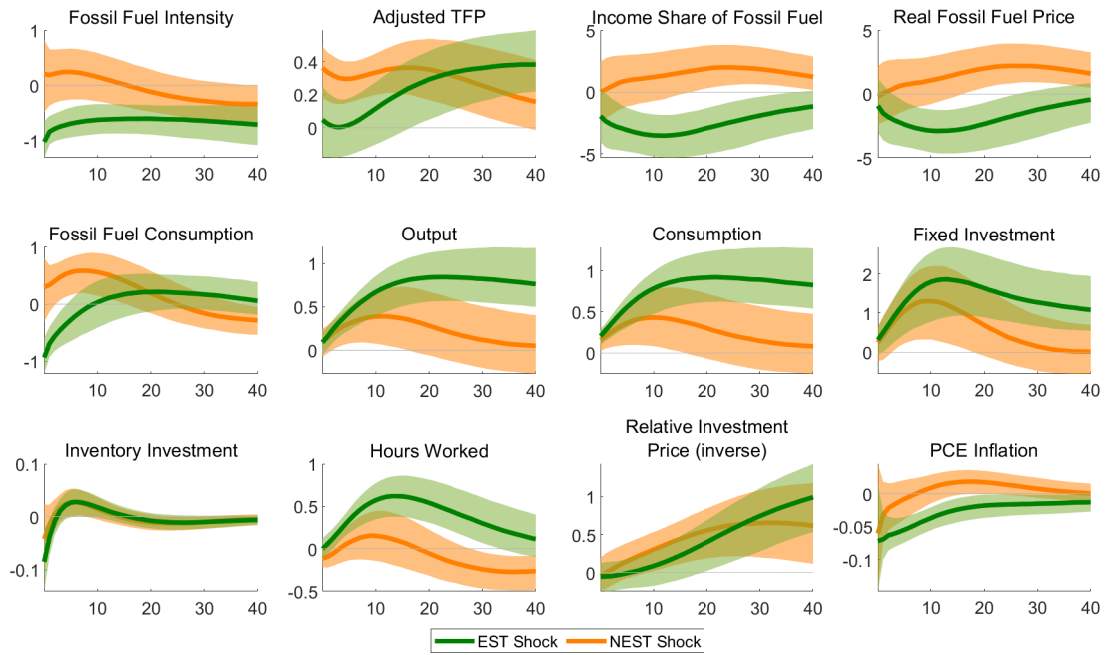 Fossil Fuel Intensity
Adjusted TFP
Income Share of Fossil Fuel
Real Fossil Fuel Price
1
0
-1
10 20 30 40
0.4
0.2
0
10 20 30 40
5
0
-5
10 20 30 40
5
0
-5
10 20 30 40
Fossil Fuel Consumption
Output
Consumption
Fixed Investment
1
0
-1
10 20 30 40
1
0.5
0
10 20 30 40
1
0.5
0
10 20 30 40
2
1
0
10 20 30 40
Inventory Investment
Hours Worked
Relative Investment
Price (inverse)
PCE Inflation
0.1
0
-0.1
10 20 30 40
1
0.5
0
-0.5
10 20 30 40
1
0.5
0
10 20 30 40
0
-0.05
-0.1
10 20 30 40
EST Shock NEST Shock